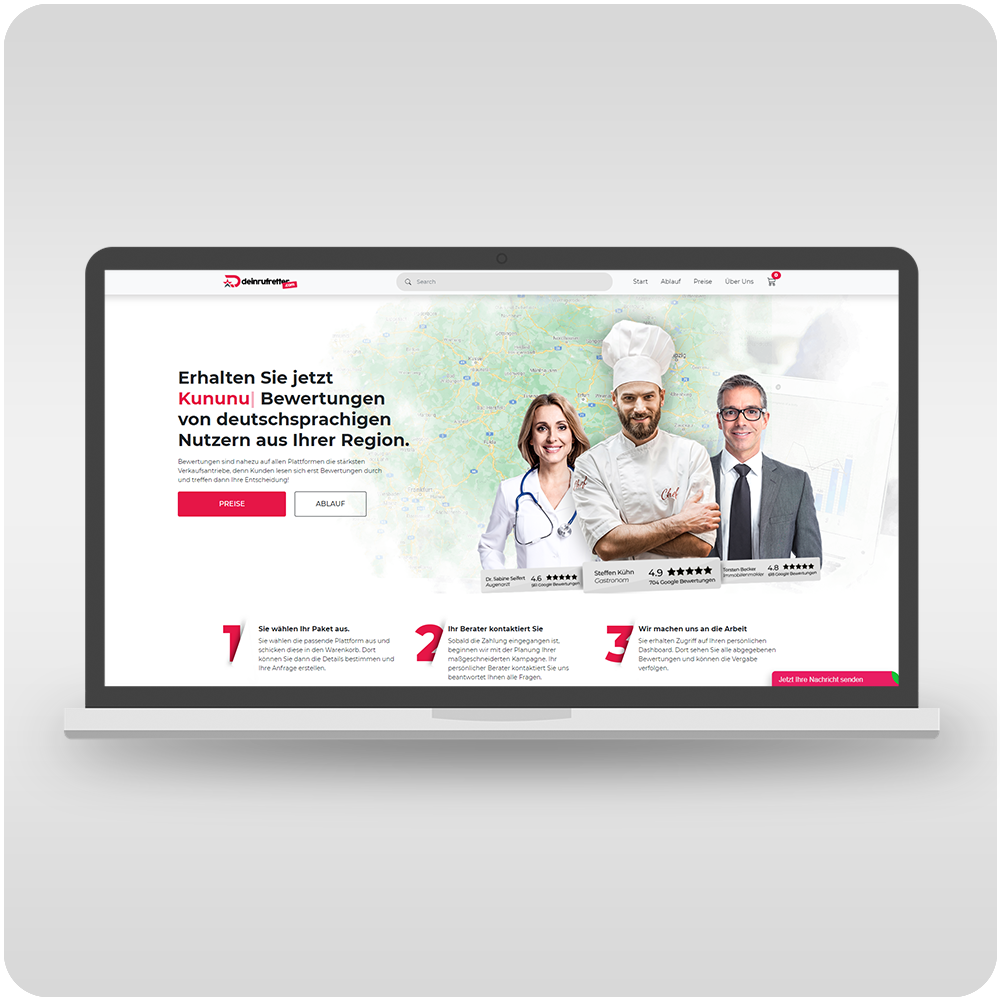 deinrufretter
.com
Search
Start Ablauf Preise Über Uns 0
Erhalten Sie jetzt
Kununu| Bewertungen
von deutschsprachigen
Nutzern aus Ihrer Region.
Bewertungen sind nahezu auf allen Plattformen die stärksten
Verkaufsantriebe, denn Kunden lesen sich erst Bewertungen durch
und treffen dann Ihre Entscheidung!
PREISE ABLAUF
Chef
Dr. Sabine Seifert 4.6
Augenarzt Google Bewertungen
Steffen Kühn 4.9
Gastronom 704 Google Bewertungen
Torsten Becker 4.8
Immobilienmakler Google Bewertungen
1 Sie wählen Ihr Paket aus.
Sie wählen die passende Plattform aus und
schicken diese in den Warenkorb. Dort
können Sie dann die Details bestimmen und
Ihre Anfrage erstellen.
2 Ihr Berater kontaktiert Sie
Sobald die Zahlung eingegangen ist,
beginnen wir mit der Planung Ihrer
maßgeschneiderten Kampagne. Ihr
persönlicher Berater kontaktiert Sie uns
beantwortet Ihnen alle Fragen.
3 Wir machen uns an die Arbeit
Sie erhalten Zugriff auf Ihren persönlichen
Dashboard. Dort sehen Sie alle abgegebenen
Bewertungen und können die Vergabe
verfolgen.
Jetzt Ihre Nachricht senden